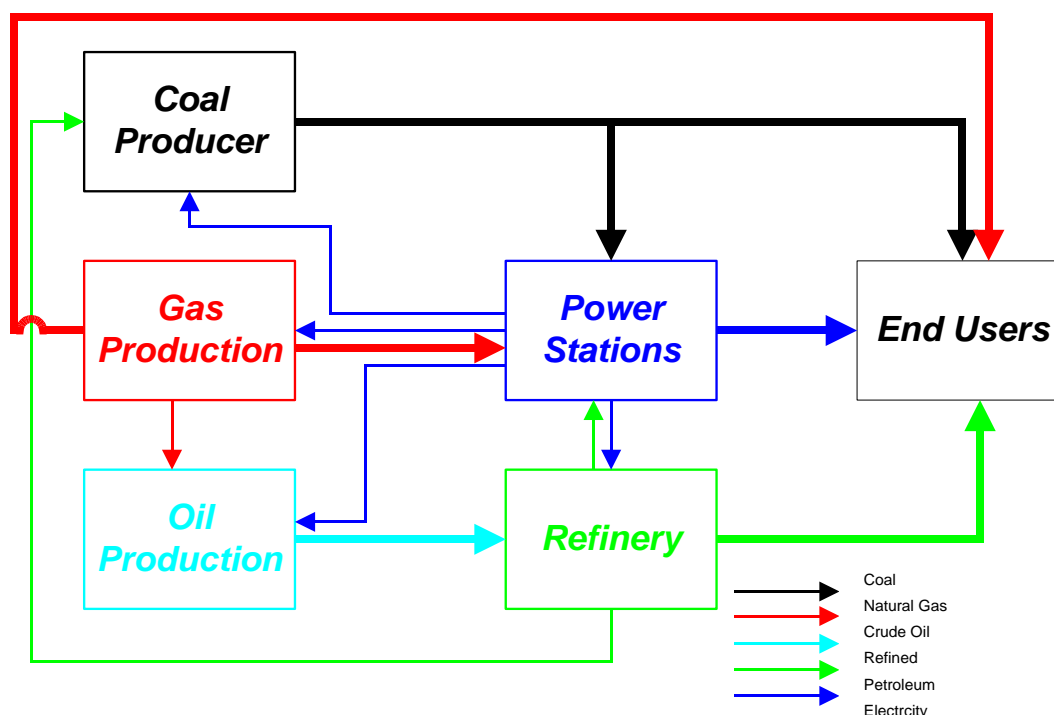 Coal
Producer
Gas
Production
Power
Stations
End Users
Oil
Production
Refinery
Coal
Natural Gas
Crude Oil
Refined
Petroleum
Electrcity